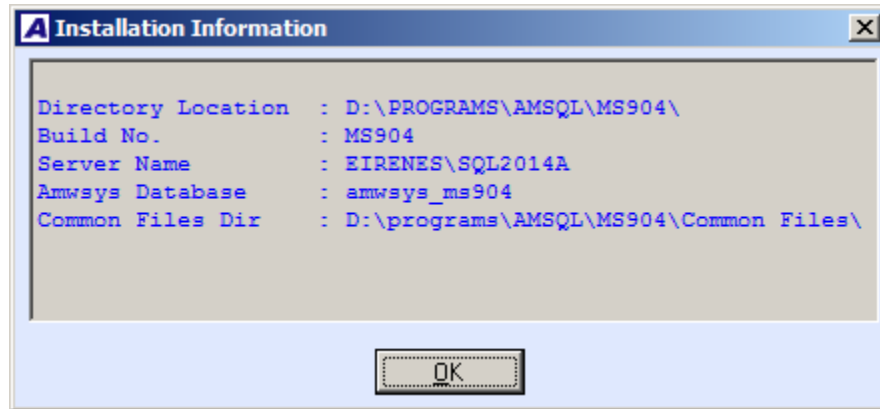 Installation Information
Directory Location : D:\PROGRAMS\AMSQL\MS904\
Build No. : MS904
Server Name : EIRENES\SQL2014A
Amwsys Database : amwsys_ms904
Common Files Dir : D:\programs\AMSQL\MS904\Common Files\
OK